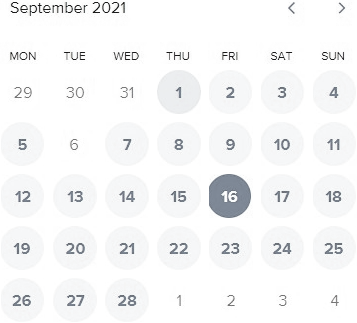 September 2021
MON TUE WED THU FRI SAT SUN
29 30 31 1 2 3 4
5 6 7 8 9 10 11
12 13 14 15 16 17 18
19 20 21 22 23 24 25
26 27 28 1 2 3 4